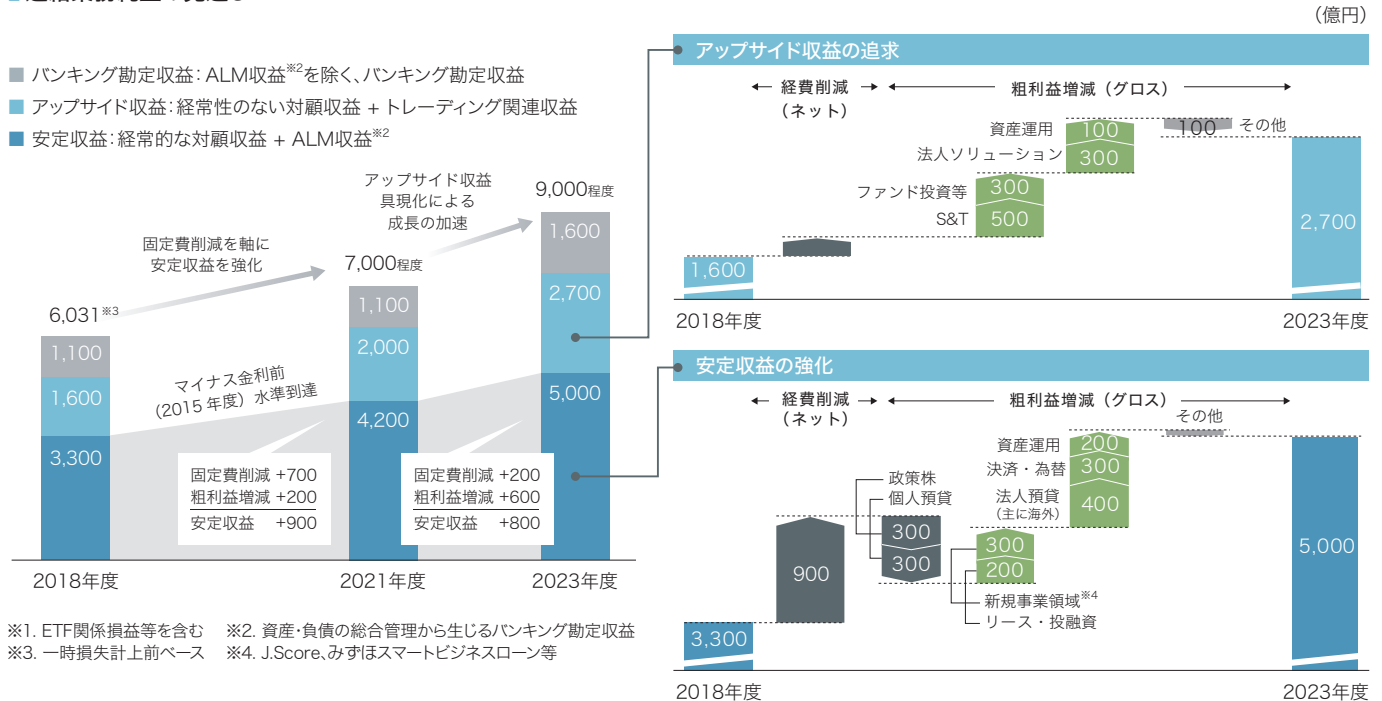 （億円）
■ バンキング勘定収益：ALM収益※2を除く、バンキング勘定収益
■ アップサイド収益：経常性のない対顧収益 + トレーディング関連収益
■ 安定収益：経常的な対顧収益 + ALM収益※2
6,031※3
1,100
1,600
3,300
2018年度
固定費削減を軸に
安定収益を強化
マイナス金利前
（2015年度）水準到達
固定費削減 +700
粗利益増減 +200
安定収益 +900
7,000程度
1,100
2,000
4,200
2021年度
アップサイド収益
具現化による
成長の加速
固定費削減 +200
粗利益増減 +600
安定収益 +800
9,000程度
1,600
2,700
5,000
2023年度
アップサイド収益の追求
経費削減
（ネット）
粗利益増減（グロス）
1,600
ファンド投資等 300
S&T 500
資産運用 100
法人ソリューション 300
100 その他
2,700
2018年度
2023年度
安定収益の強化
経費削減
（ネット）
粗利益増減（グロス）
3,300
900
政策株
個人預貸
300
300
300
200
新規事業領域※4
リース・投融資
資産運用 200
決済・為替 300
法人預貸 400
（主に海外）
その他
5,000
2018年度
2023年度
※1. ETF関係損益等を含む ※2. 資産・負債の総合管理から生じるバンキング勘定収益
※3. 一時損失計上前ベース ※4. J.Score、みずほスマートビジネスローン等